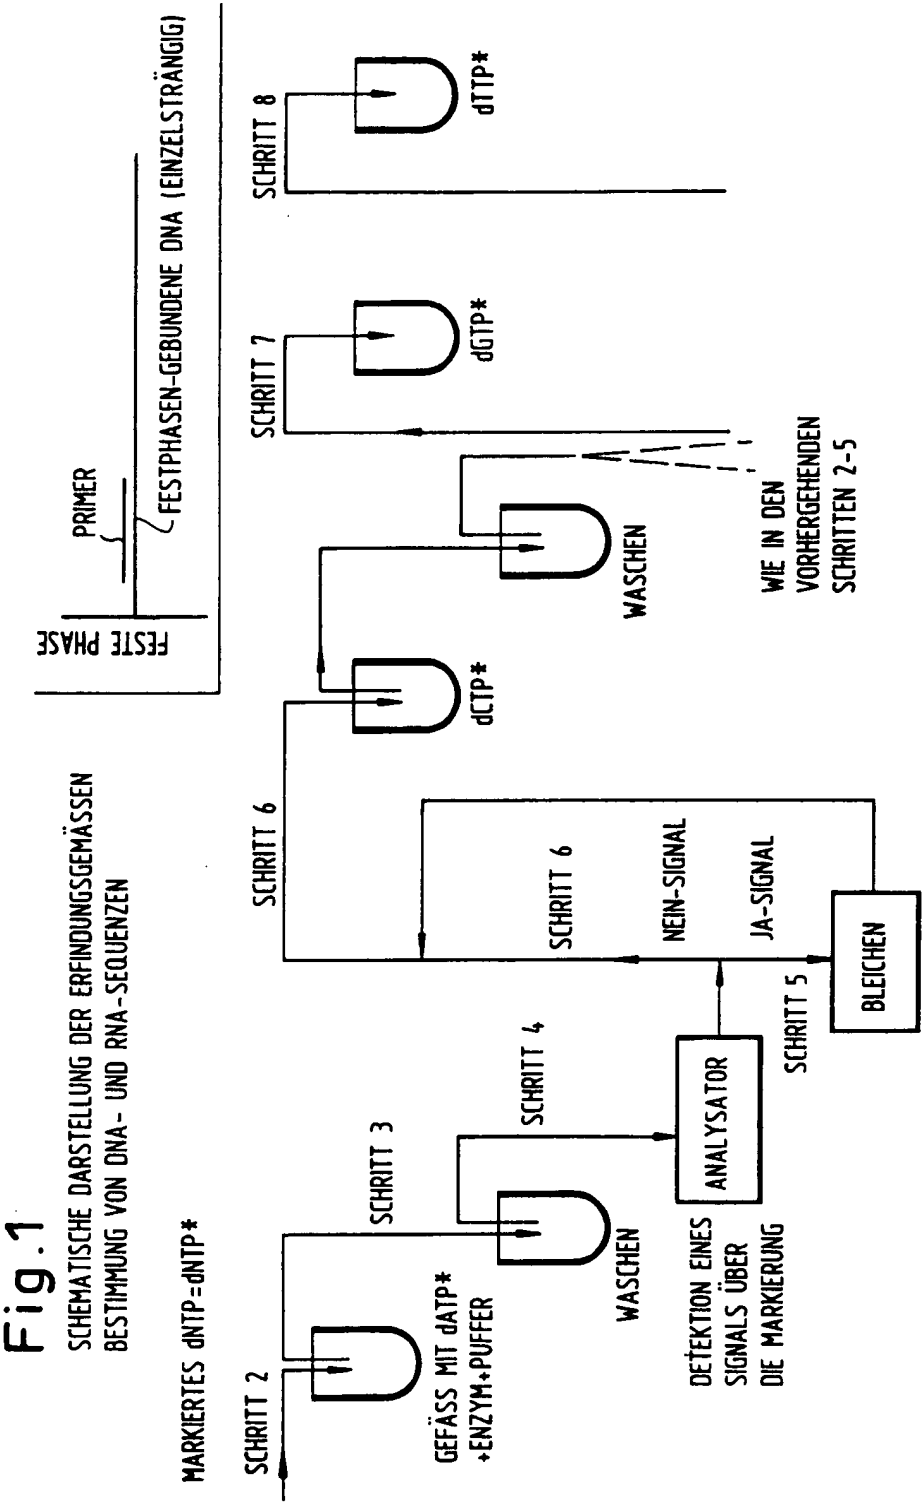 Fig.1
SCHEMATISCHE DARSTELLUNG DER ERFINDUNGSGEMÄSSEN
BESTIMMUNG VON DNA- UND RNA-SEQUENZEN
FESTE PHASE
PRIMER
FESTPHASEN-GEBUNDENE DNA (EINZELSTRÄNGIG)
MARKIERTES dNTP=dNTP*
SCHRITT 2
GEFÄSS MIT dATP*
+ENZYM+PUFFER
SCHRITT 3
WASCHEN
SCHRITT 4
DETEKTION EINES
SIGNALS ÜBER
DIE MARKIERUNG
ANALYSATOR
SCHRITT 5
BLEICHEN
JA-SIGNAL
NEIN-SIGNAL
SCHRITT 6
SCHRITT 6
dCTP*
WASCHEN
WIE IN DEN
VORHERGEHENDEN
SCHRITTEN 2-5
SCHRITT 7
dGTP*
SCHRITT 8
dTTP*